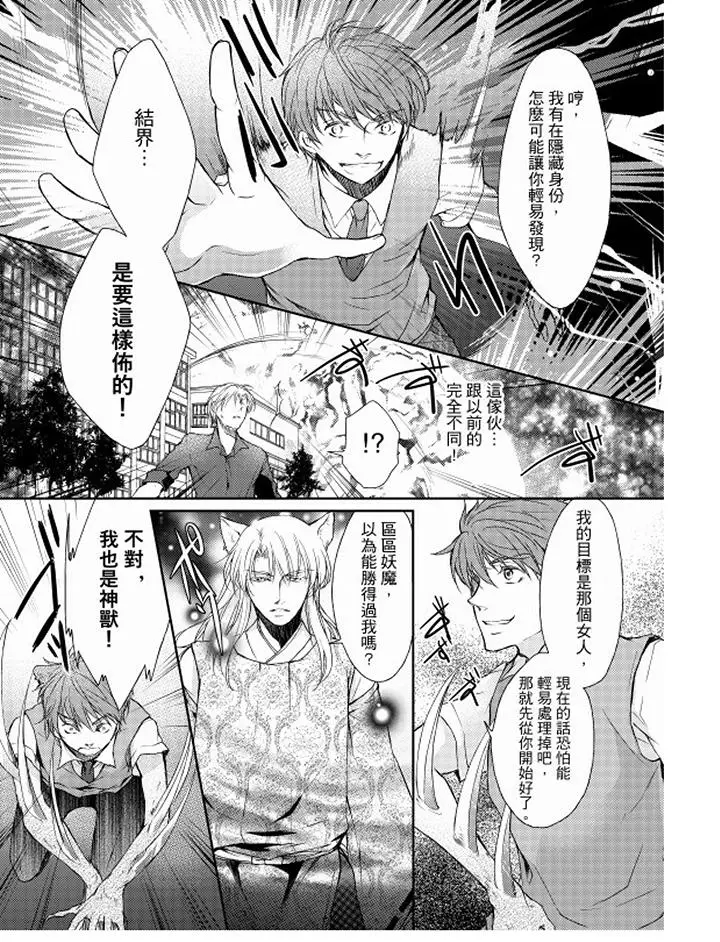 哼，
我有在隱藏身份，
怎麼可能讓你輕易發現？
結界…
是要這樣佈的！
這傢伙…
跟以前的
完全不同！
!?
我的目標是那個女人，
現在的話恐怕能
輕易處理掉吧，
那就先從你開始好了。
區區妖魔，
以為能勝得過我嗎？
不對，
我也是神獸！